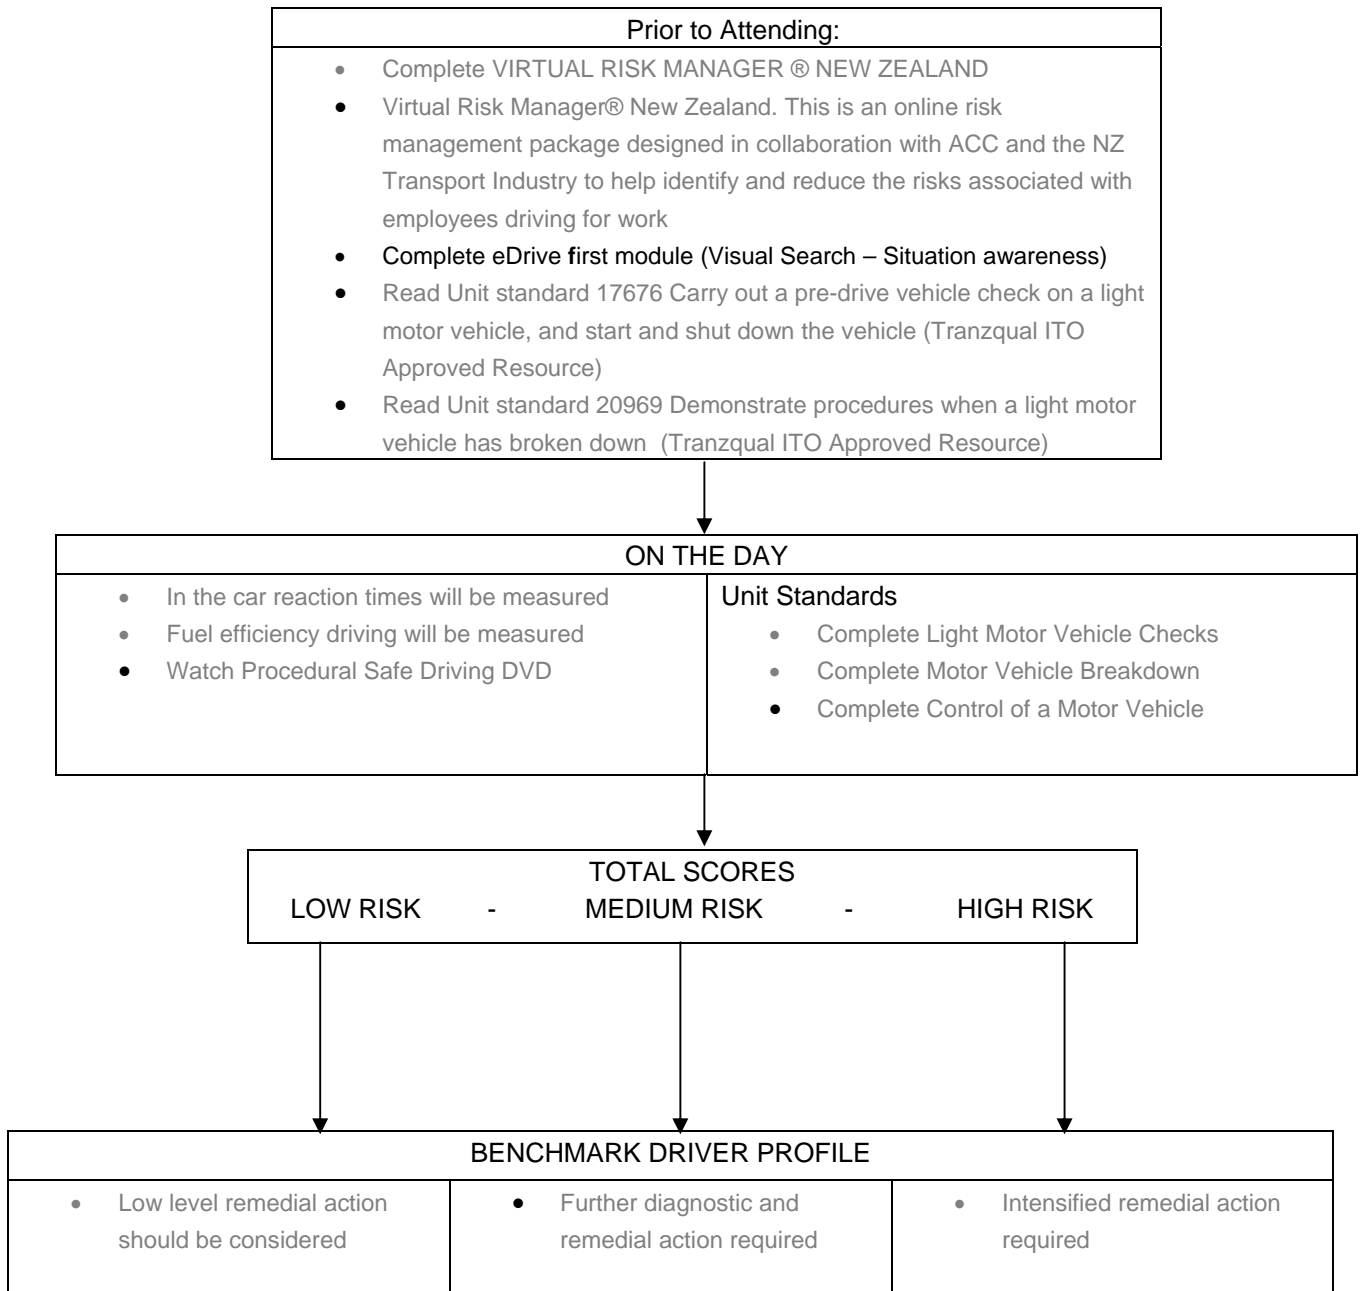 Prior to Attending:
• Complete VIRTUAL RISK MANAGER ® NEW ZEALAND
• Virtual Risk Manager® New Zealand. This is an online risk
management package designed in collaboration with ACC and the NZ
Transport Industry to help identify and reduce the risks associated with
employees driving for work
• Complete eDrive first module (Visual Search – Situation awareness)
• Read Unit standard 17676 Carry out a pre-drive vehicle check on a light
motor vehicle, and start and shut down the vehicle (Tranzqual ITO
Approved Resource)
• Read Unit standard 20969 Demonstrate procedures when a light motor
vehicle has broken down (Tranzqual ITO Approved Resource)
ON THE DAY
• In the car reaction times will be measured
• Fuel efficiency driving will be measured
• Watch Procedural Safe Driving DVD
Unit Standards
• Complete Light Motor Vehicle Checks
• Complete Motor Vehicle Breakdown
• Complete Control of a Motor Vehicle
TOTAL SCORES
LOW RISK - MEDIUM RISK - HIGH RISK
BENCHMARK DRIVER PROFILE
• Low level remedial action
should be considered
• Further diagnostic and
remedial action required
• Intensified remedial action
required